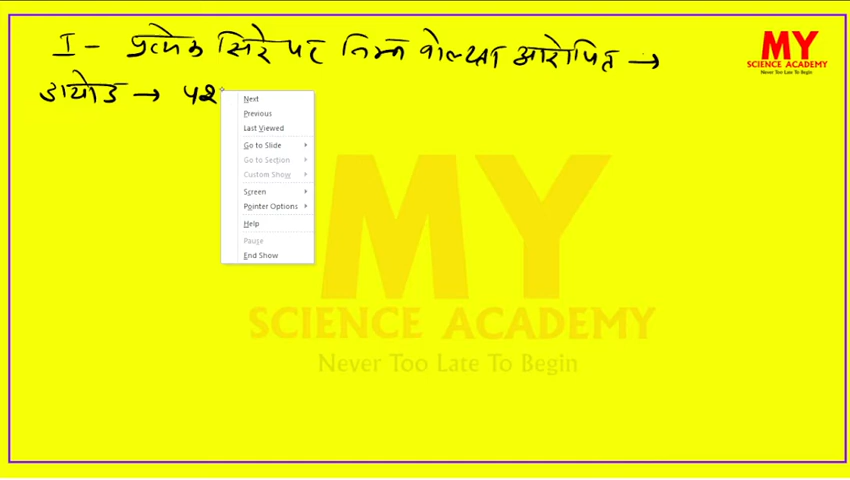 I - प्रत्येक सिरे पर निम्न वोल्टता आरोपित →
डायोड → पश
MY
SCIENCE ACADEMY
Never Too Late To Begin
Next
Previous
Last Viewed
Go to Slide
Go to Section
Custom Show
Screen
Pointer Options
Help
Pause
End Show
MY
SCIENCE ACADEMY
Never Too Late To Begin